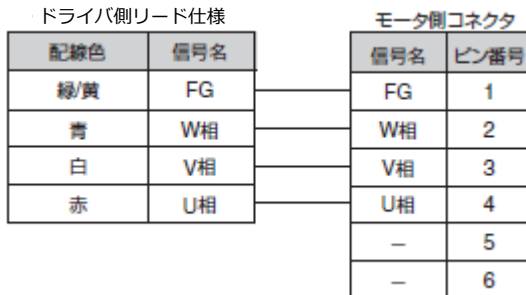 ドライバ側リード仕様 モータ側コネクタ
配線色 信号名 信号名 ピン番号
緑/黄 FG FG 1
青 W相 W相 2
白 V相 V相 3
赤 U相 U相 4
－ 5
－ 6